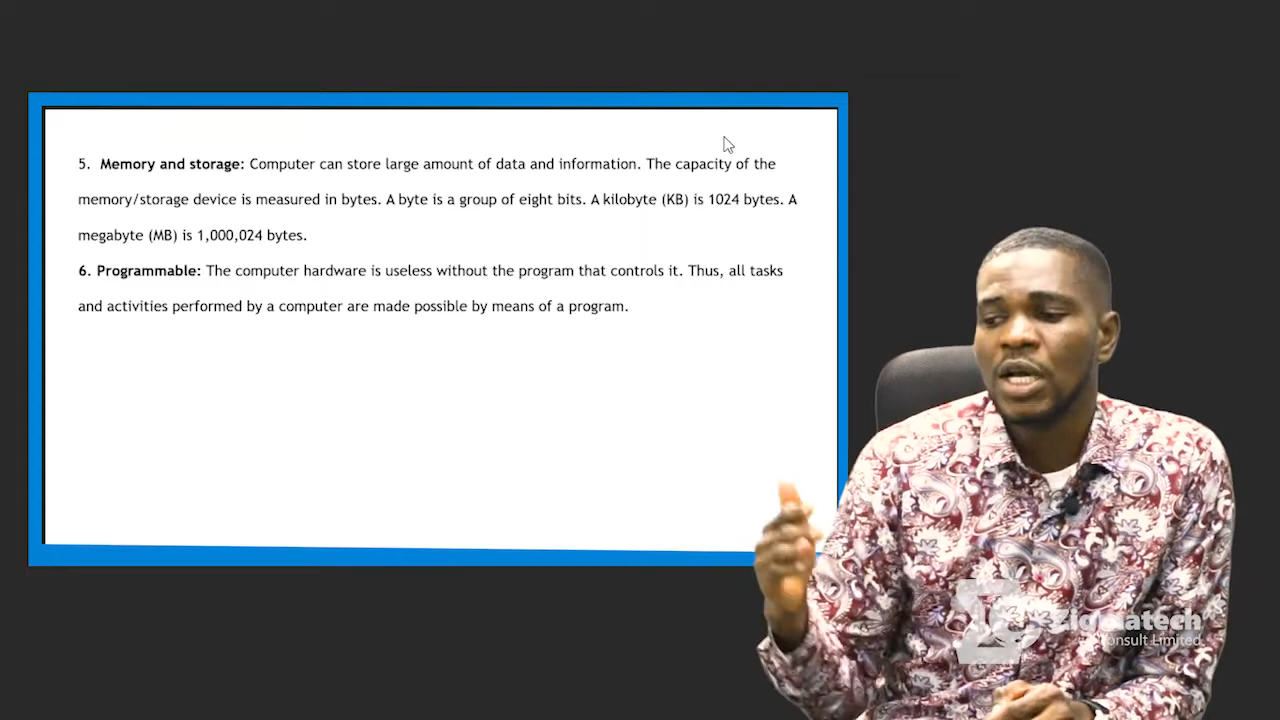 5. Memory and storage: Computer can store large amount of data and information. The capacity of the
memory/storage device is measured in bytes. A byte is a group of eight bits. A kilobyte (KB) is 1024 bytes. A
megabyte (MB) is 1,000,024 bytes.
6. Programmable: The computer hardware is useless without the program that controls it. Thus, all tasks
and activities performed by a computer are made possible by means of a program.
Zigmatech
Consult Limited